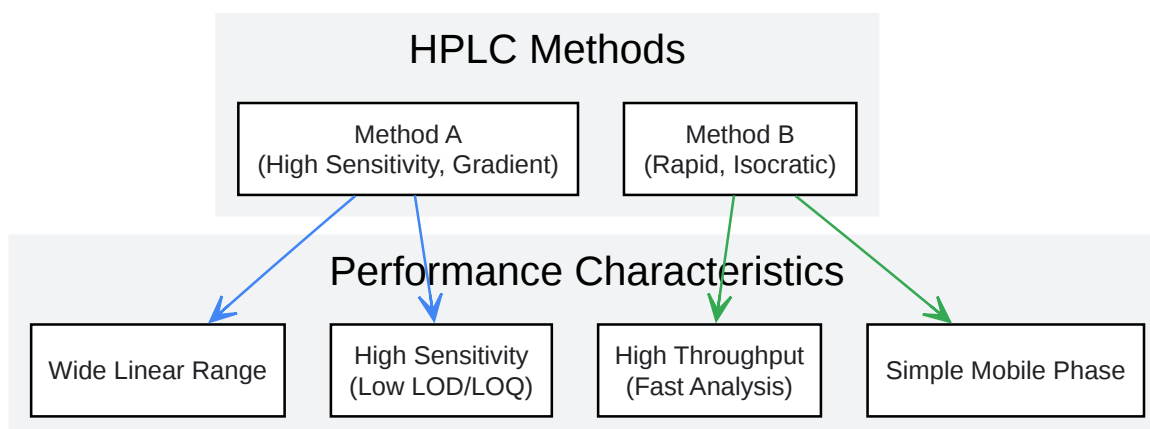 HPLC Methods
Method A
(High Sensitivity, Gradient)
Method B
(Rapid, Isocratic)
Performance Characteristics
Wide Linear Range
High Sensitivity
(Low LOD/LOQ)
High Throughput
(Fast Analysis)
Simple Mobile Phase